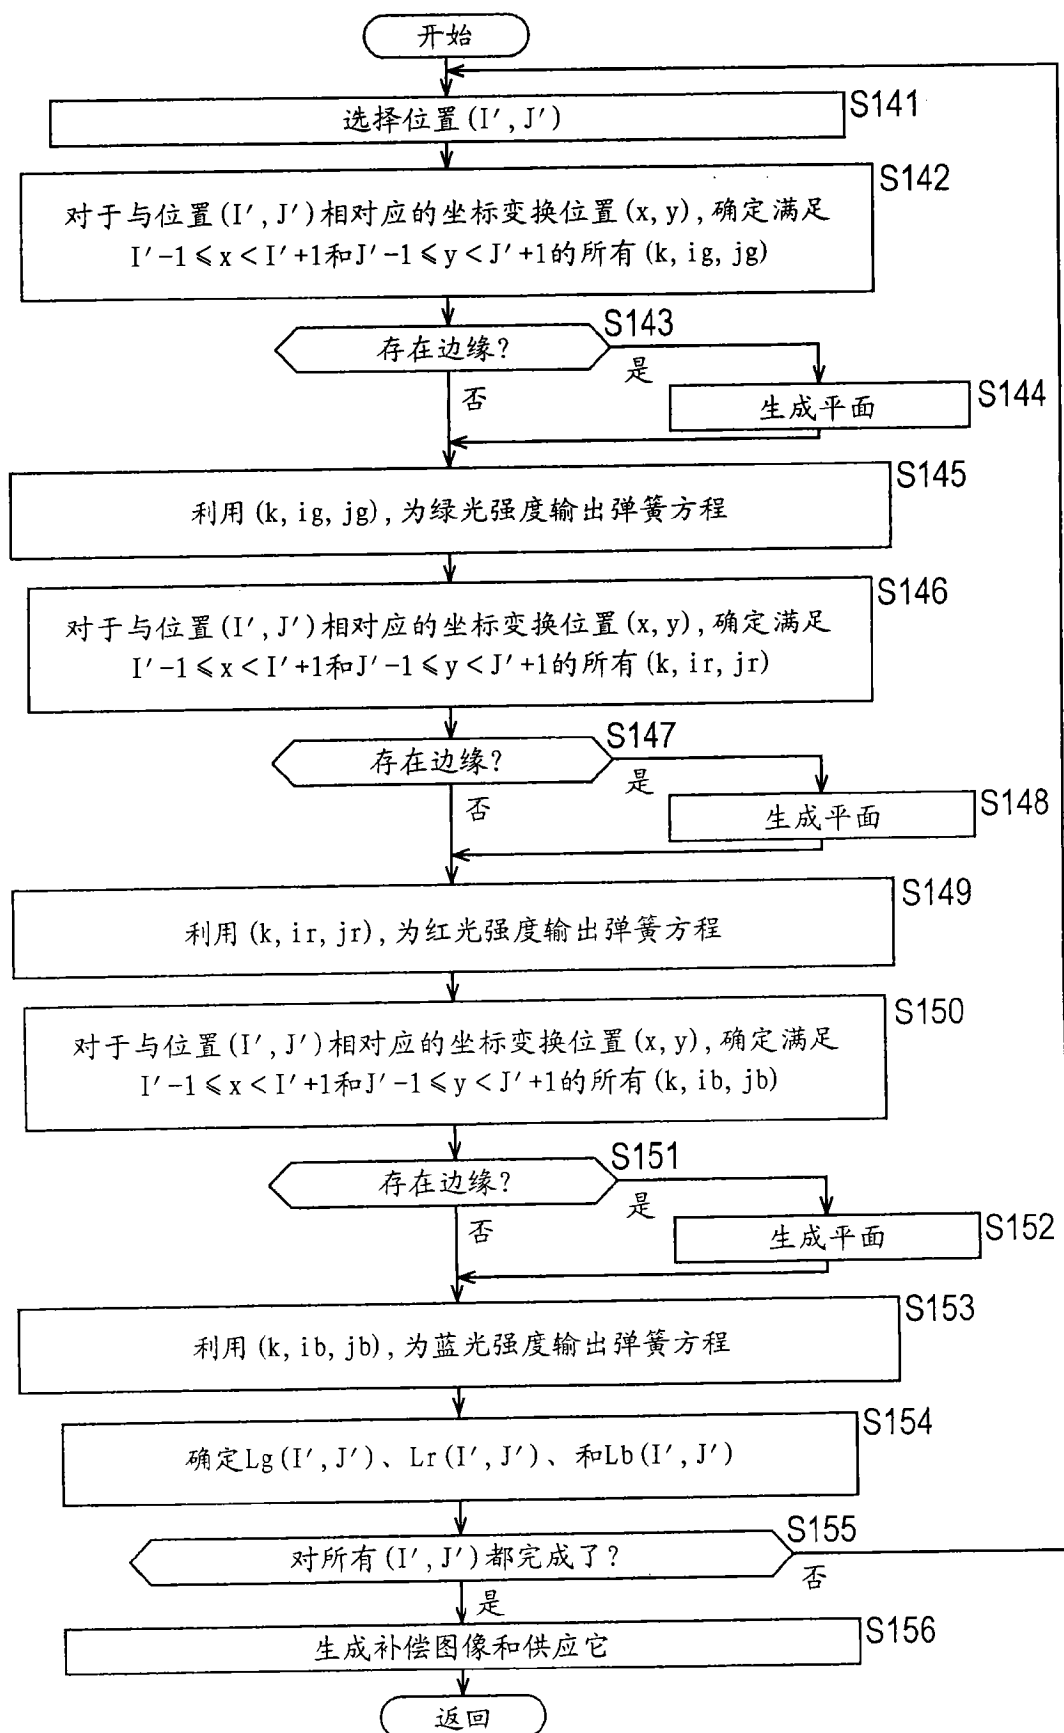 开始
选择位置(I′,J′)
S141
对于与位置(I′,J′)相对应的坐标变换位置(x,y),确定满足
I′-1≤x<I′+1和J′-1≤y<J′+1的所有(k,ig,jg)
S142
存在边缘?
S143
是
否
生成平面
S144
利用(k,ig,jg),为绿光强度输出弹簧方程
S145
对于与位置(I′,J′)相对应的坐标变换位置(x,y),确定满足
I′-1≤x<I′+1和J′-1≤y<J′+1的所有(k,ir,jr)
S146
存在边缘?
S147
是
否
生成平面
S148
利用(k,ir,jr),为红光强度输出弹簧方程
S149
对于与位置(I′,J′)相对应的坐标变换位置(x,y),确定满足
I′-1≤x<I′+1和J′-1≤y<J′+1的所有(k,ib,jb)
S150
存在边缘?
S151
是
否
生成平面
S152
利用(k,ib,jb),为蓝光强度输出弹簧方程
S153
确定Lg(I′,J′)、Lr(I′,J′)、和Lb(I′,J′)
S154
对所有(I′,J′)都完成了?
S155
否
是
生成补偿图像和供应它
S156
返回